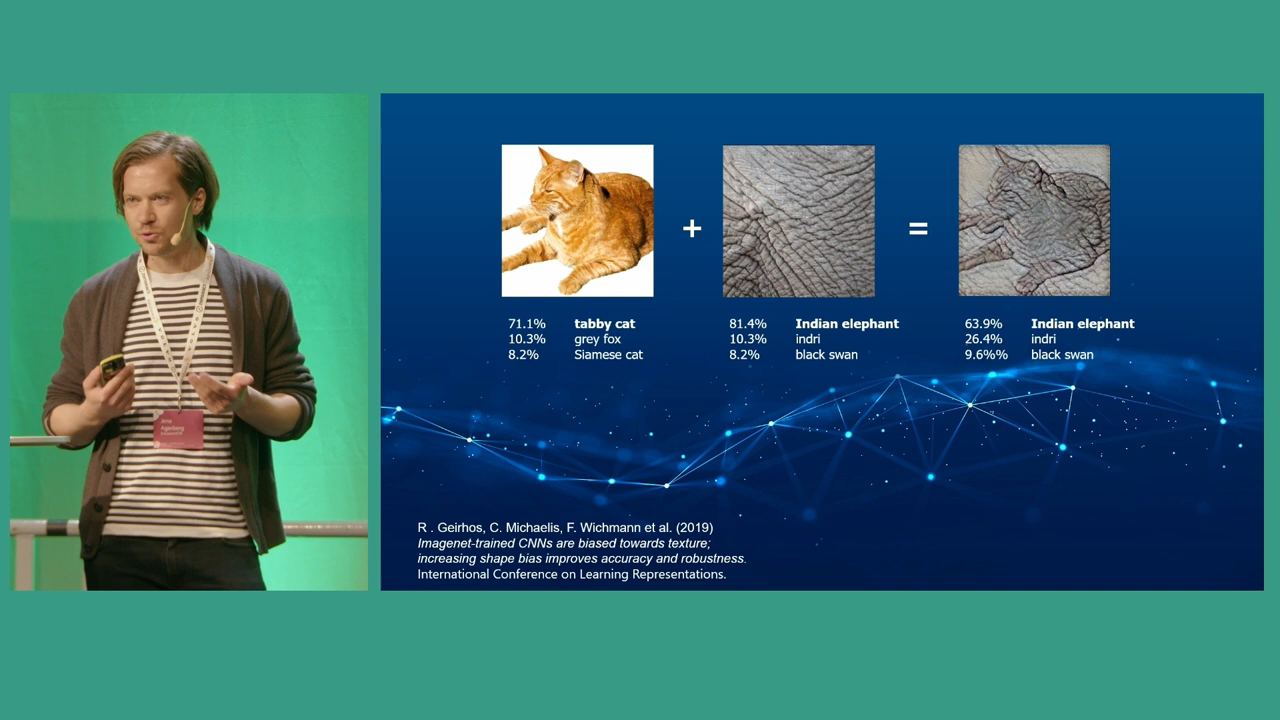 +
=
71.1% tabby cat
10.3% grey fox
8.2% Siamese cat
81.4% Indian elephant
10.3% indri
8.2% black swan
63.9% Indian elephant
26.4% indri
9.6%% black swan
R . Geirhos, C. Michaelis, F. Wichmann et al. (2019)
Imagenet-trained CNNs are biased towards texture;
increasing shape bias improves accuracy and robustness.
International Conference on Learning Representations.